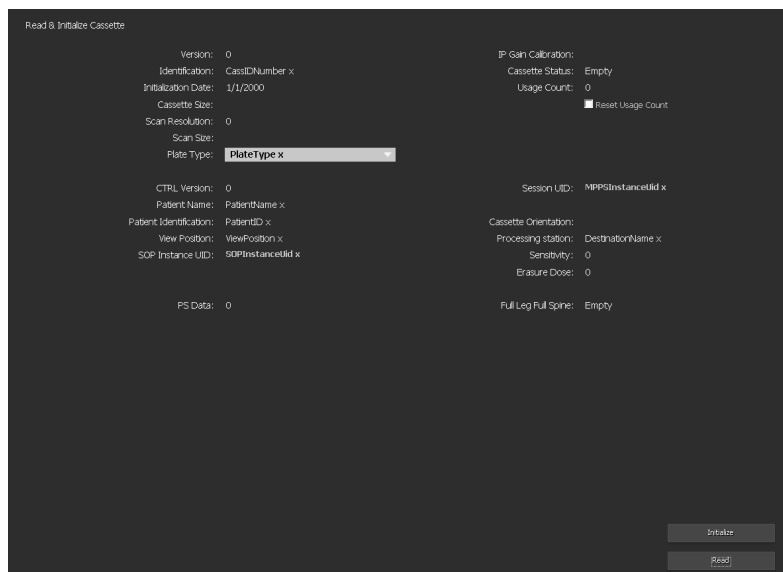 Read & Initialize Cassette
Version: 0
Identification: CassIDNumber x
Initialization Date: 1/1/2000
Cassette Size:
Scan Resolution: 0
Scan Size:
Plate Type: PlateType x
IP Gain Calibration:
Cassette Status: Empty
Usage Count: 0
Reset Usage Count
CTRL Version: 0
Patient Name: PatientName x
Patient Identification: PatientID x
View Position: ViewPosition x
SOP Instance UID: SOPInstanceUid x
Session UID: MPPSInstanceUid x
Cassette Orientation:
Processing station: DestinationName x
Sensitivity: 0
Erasure Dose: 0
PS Data: 0
Full Leg Full Spine: Empty
Initialize
Read